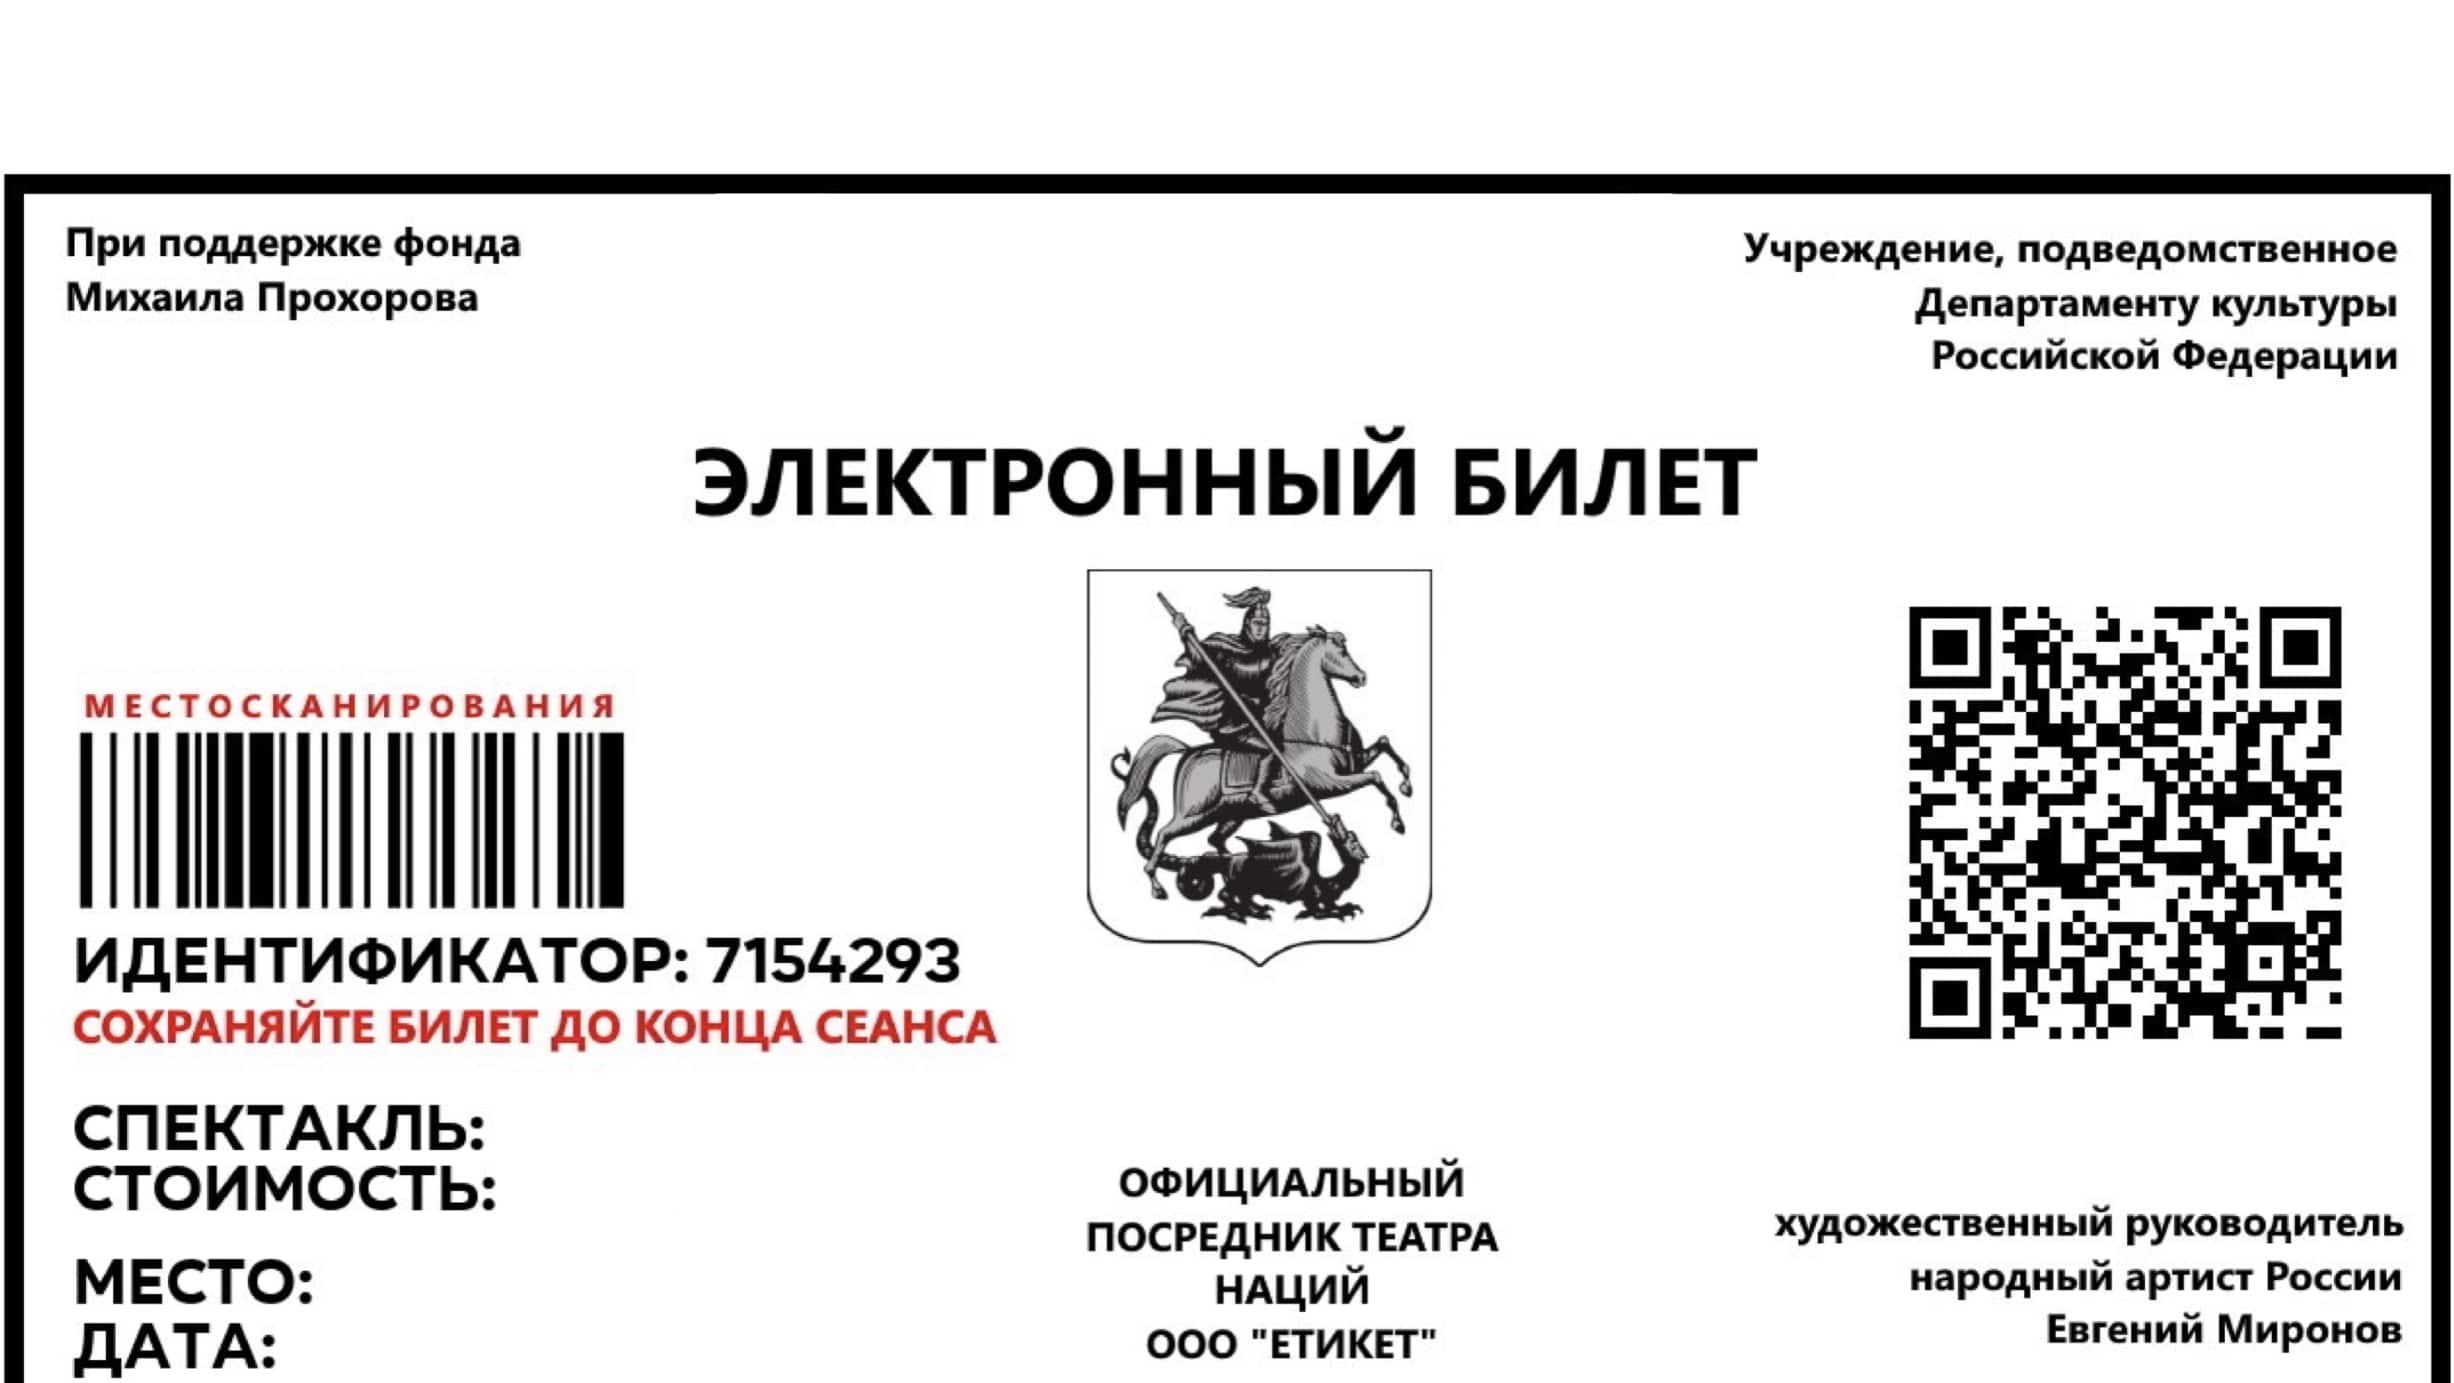 При поддержке фонда
Михаила Прохорова
Учреждение, подведомственное
Департаменту культуры
Российской Федерации
ЭЛЕКТРОННЫЙ БИЛЕТ
МЕСТОСКАНИРОВАНИЯ
ИДЕНТИФИКАТОР: 7154293
СОХРАНЯЙТЕ БИЛЕТ ДО КОНЦА СЕАНСА
СПЕКТАКЛЬ:
СТОИМОСТЬ:
МЕСТО:
ДАТА:
ОФИЦИАЛЬНЫЙ
ПОСРЕДНИК ТЕАТРА
НАЦИЙ
ООО "ЕТИКЕТ"
художественный руководитель
народный артист России
Евгений Миронов